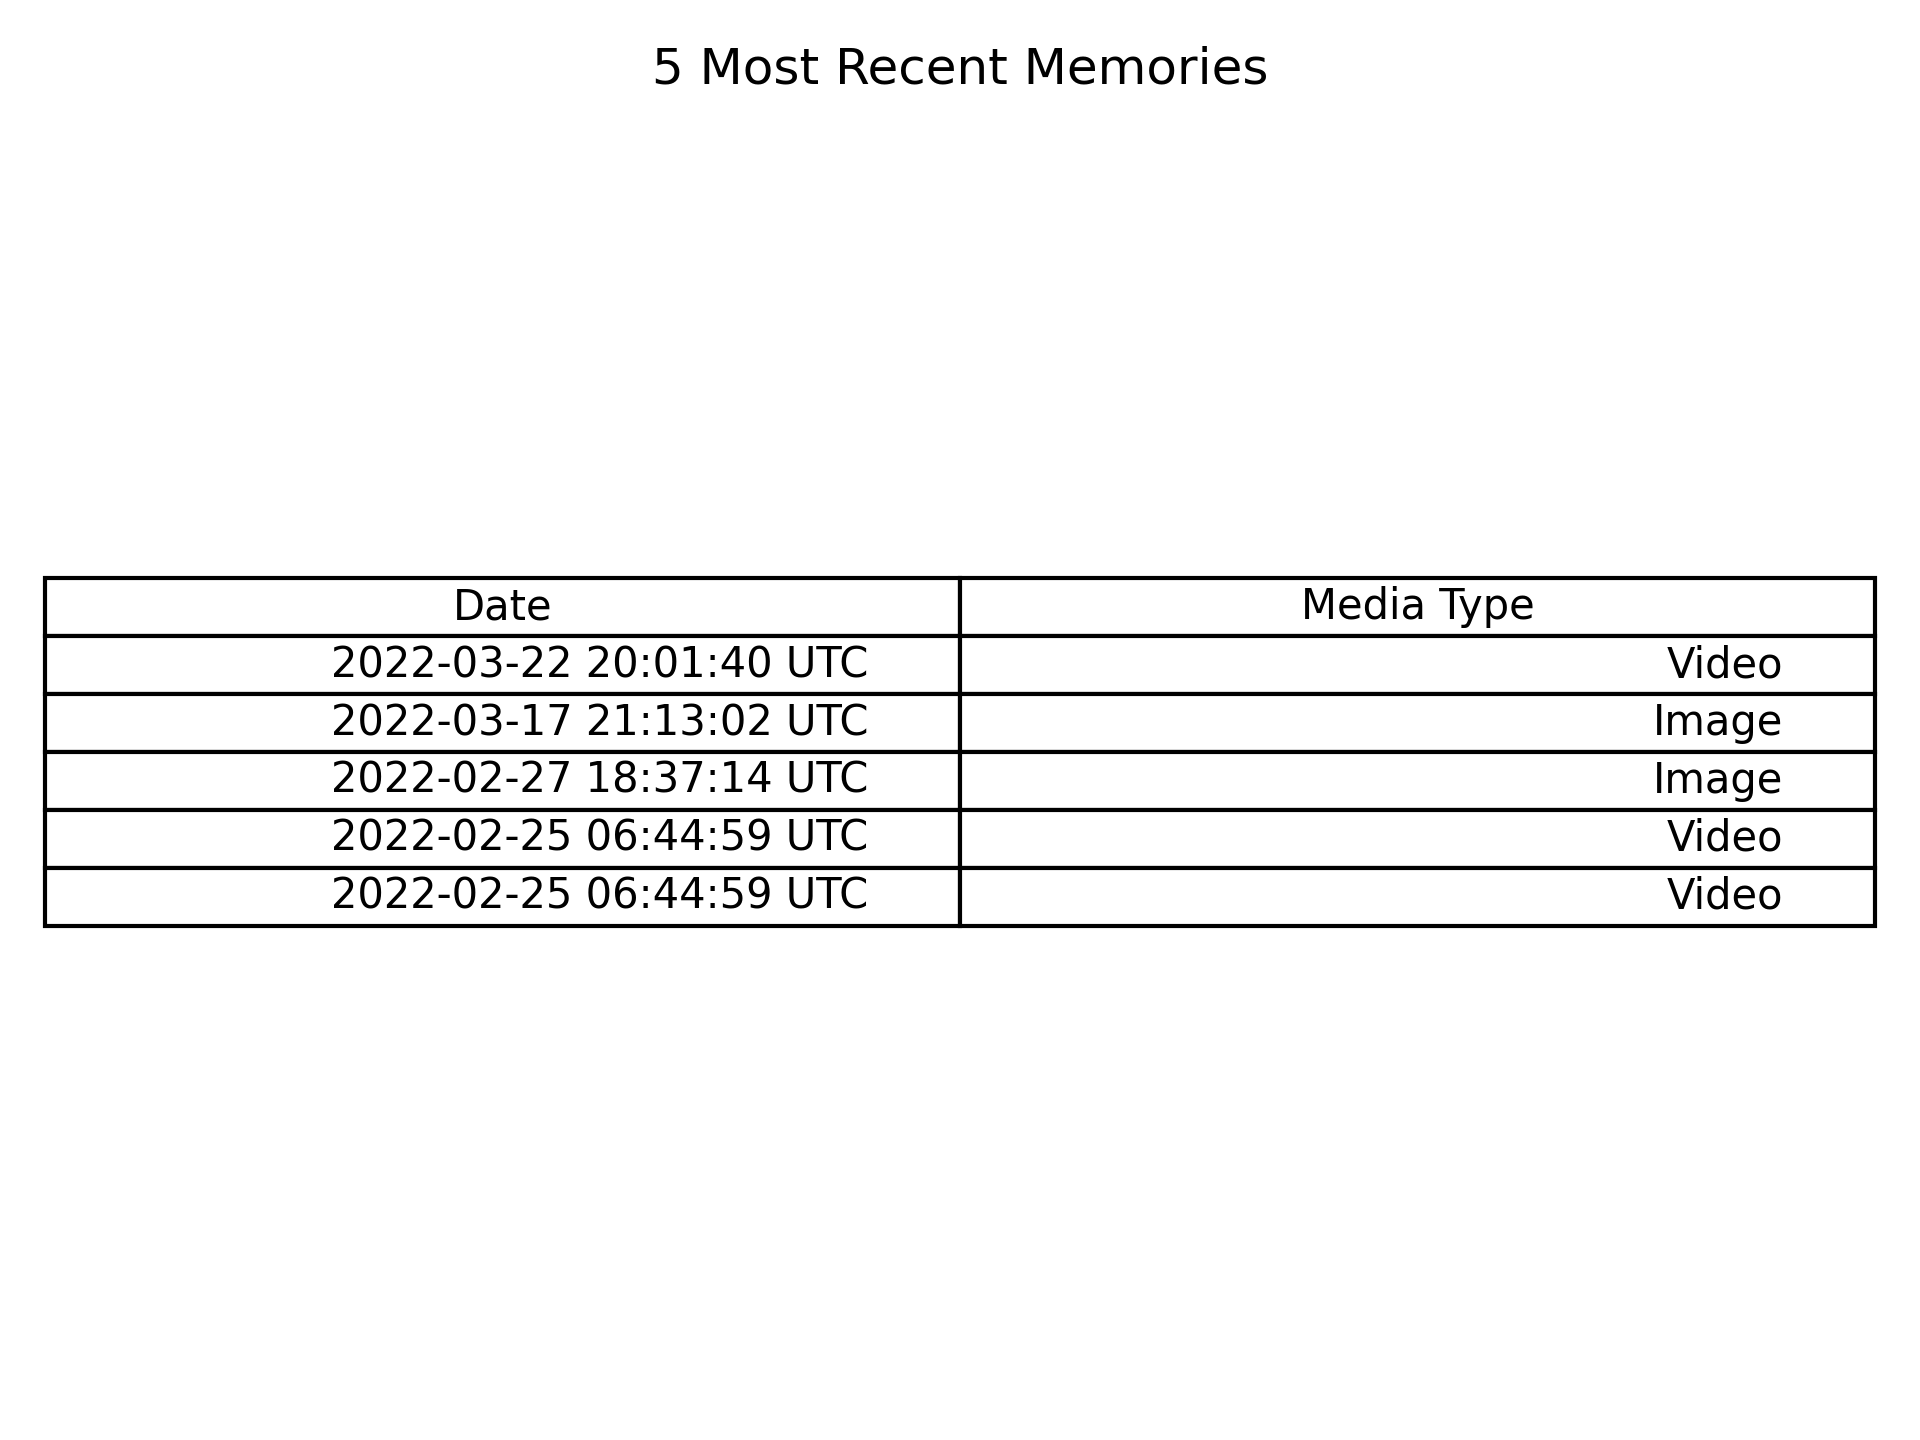 5 Most Recent Memories
Date Media Type
2022-03-22 20:01:40 UTC Video
2022-03-17 21:13:02 UTC Image
2022-02-27 18:37:14 UTC Image
2022-02-25 06:44:59 UTC Video
2022-02-25 06:44:59 UTC Video